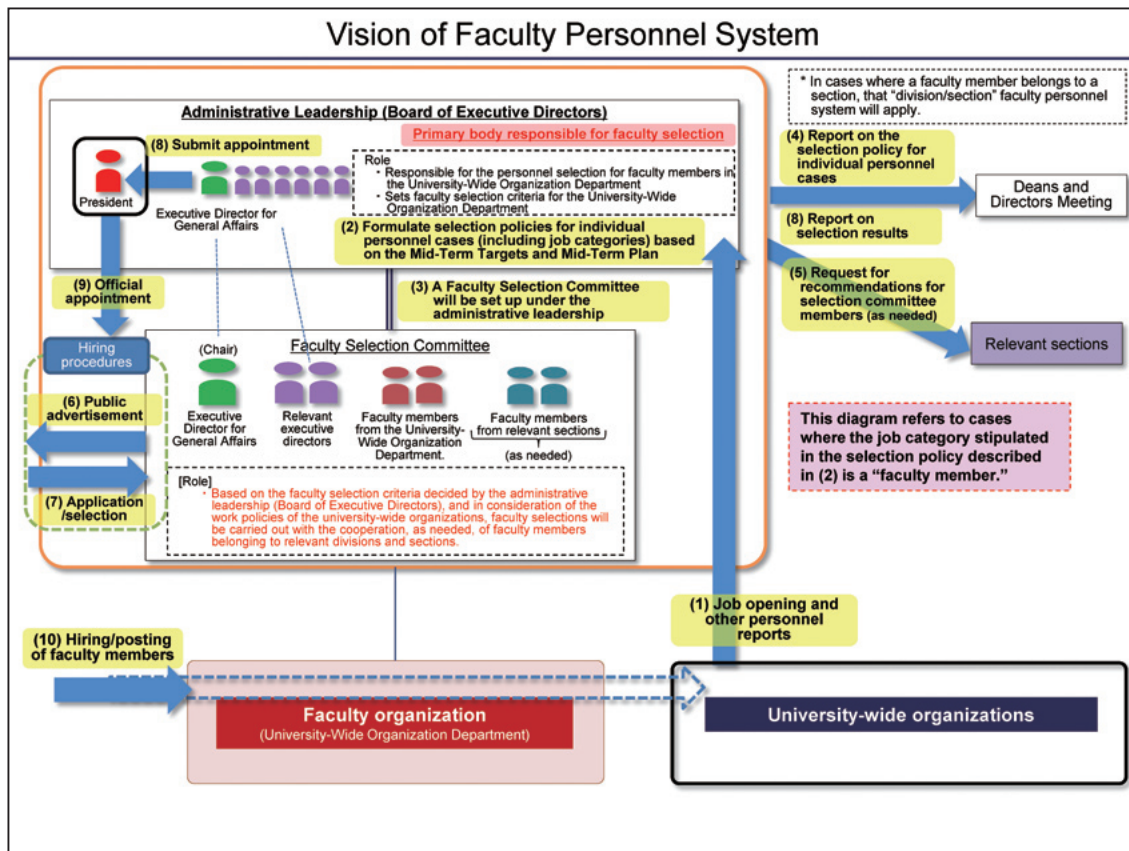 Vision of Faculty Personnel System
* In cases where a faculty member belongs to a
section, that "division/section" faculty personnel
system will apply.
Administrative Leadership (Board of Executive Directors)
Primary body responsible for faculty selection
(8) Submit appointment
President
Executive Director for
General Affairs
Role
・Responsible for the personnel selection for faculty members in
the University-Wide Organization Department
・Sets faculty selection criteria for the University-Wide
Organization Department
(2) Formulate selection policies for individual
personnel cases (including job categories) based
on the Mid-Term Targets and Mid-Term Plan
(4) Report on the
selection policy for
individual personnel
cases
Deans and
Directors Meeting
(8) Report on
selection results
(5) Request for
recommendations for
selection committee
members (as needed)
Relevant sections
(9) Official
appointment
(3) A Faculty Selection Committee
will be set up under the
administrative leadership
Hiring
procedures
(6) Public
advertisement
(7) Application
/selection
Faculty Selection Committee
(Chair)
Executive
Director for
General Affairs
Relevant
executive
directors
Faculty members
from the University-
Wide Organization
Department.
Faculty members
from relevant sections
(as needed)
[Role]
・Based on the faculty selection criteria decided by the administrative
leadership (Board of Executive Directors), and in consideration of the
work policies of the university-wide organizations, faculty selections will
be carried out with the cooperation, as needed, of faculty members
belonging to relevant divisions and sections.
This diagram refers to cases
where the job category stipulated
in the selection policy described
in (2) is a "faculty member."
(1) Job opening and
other personnel
reports
(10) Hiring/posting
of faculty members
Faculty organization
(University-Wide Organization Department)
University-wide organizations